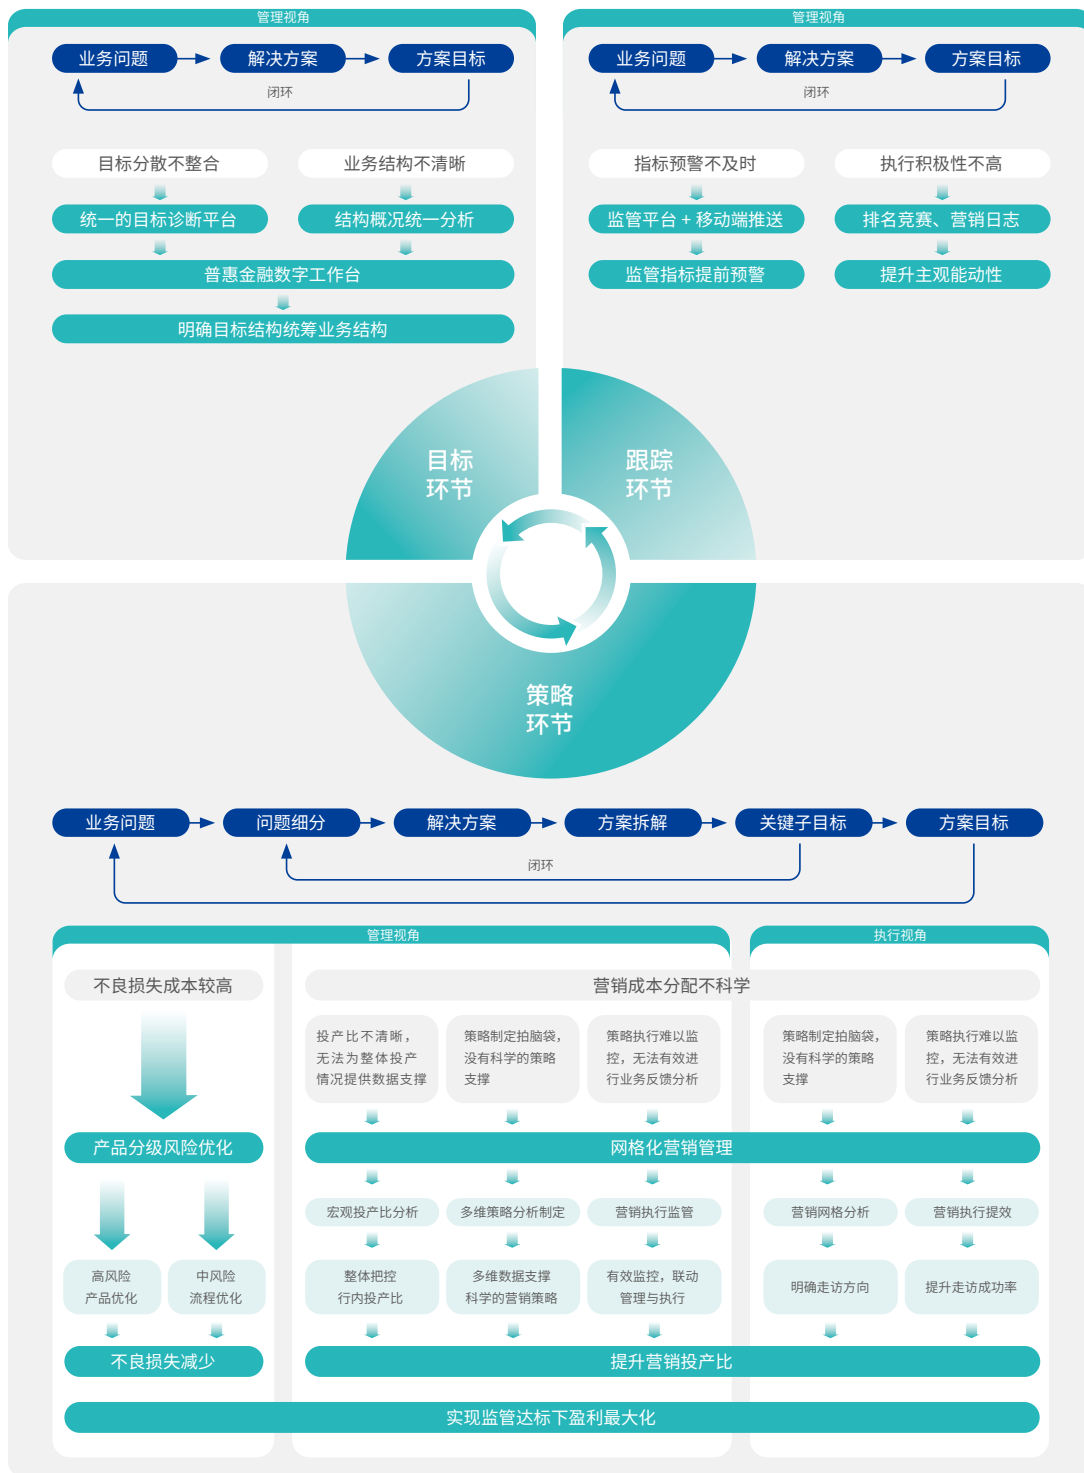 管理视角
业务问题
解决方案
方案目标
闭环
目标分散不整合
业务结构不清晰
统一的目标诊断平台
结构概况统一分析
普惠金融数字工作台
明确目标结构统筹业务结构
管理视角
业务问题
解决方案
方案目标
闭环
指标预警不及时
执行积极性不高
监管平台 + 移动端推送
排名竞赛、营销日志
监管指标提前预警
提升主观能动性
目标
环节
跟踪
环节
策略
环节
业务问题
问题细分
解决方案
方案拆解
关键子目标
方案目标
闭环
管理视角
执行视角
不良损失成本较高
营销成本分配不科学
投产比不清晰，
无法为整体投产
情况提供数据支撑
策略制定拍脑袋，
没有科学的策略
支撑
策略执行难以监
控，无法有效进
行业务反馈分析
策略制定拍脑袋，
没有科学的策略
支撑
策略执行难以监
控，无法有效进
行业务反馈分析
产品分级风险优化
网格化营销管理
宏观投产比分析
多维策略分析制定
营销执行监管
营销网格分析
营销执行提效
高风险
产品优化
中风险
流程优化
整体把控
行内投产比
多维数据支撑
科学的营销策略
有效监控，联动
管理与执行
明确走访方向
提升走访成功率
不良损失减少
提升营销投产比
实现监管达标下盈利最大化